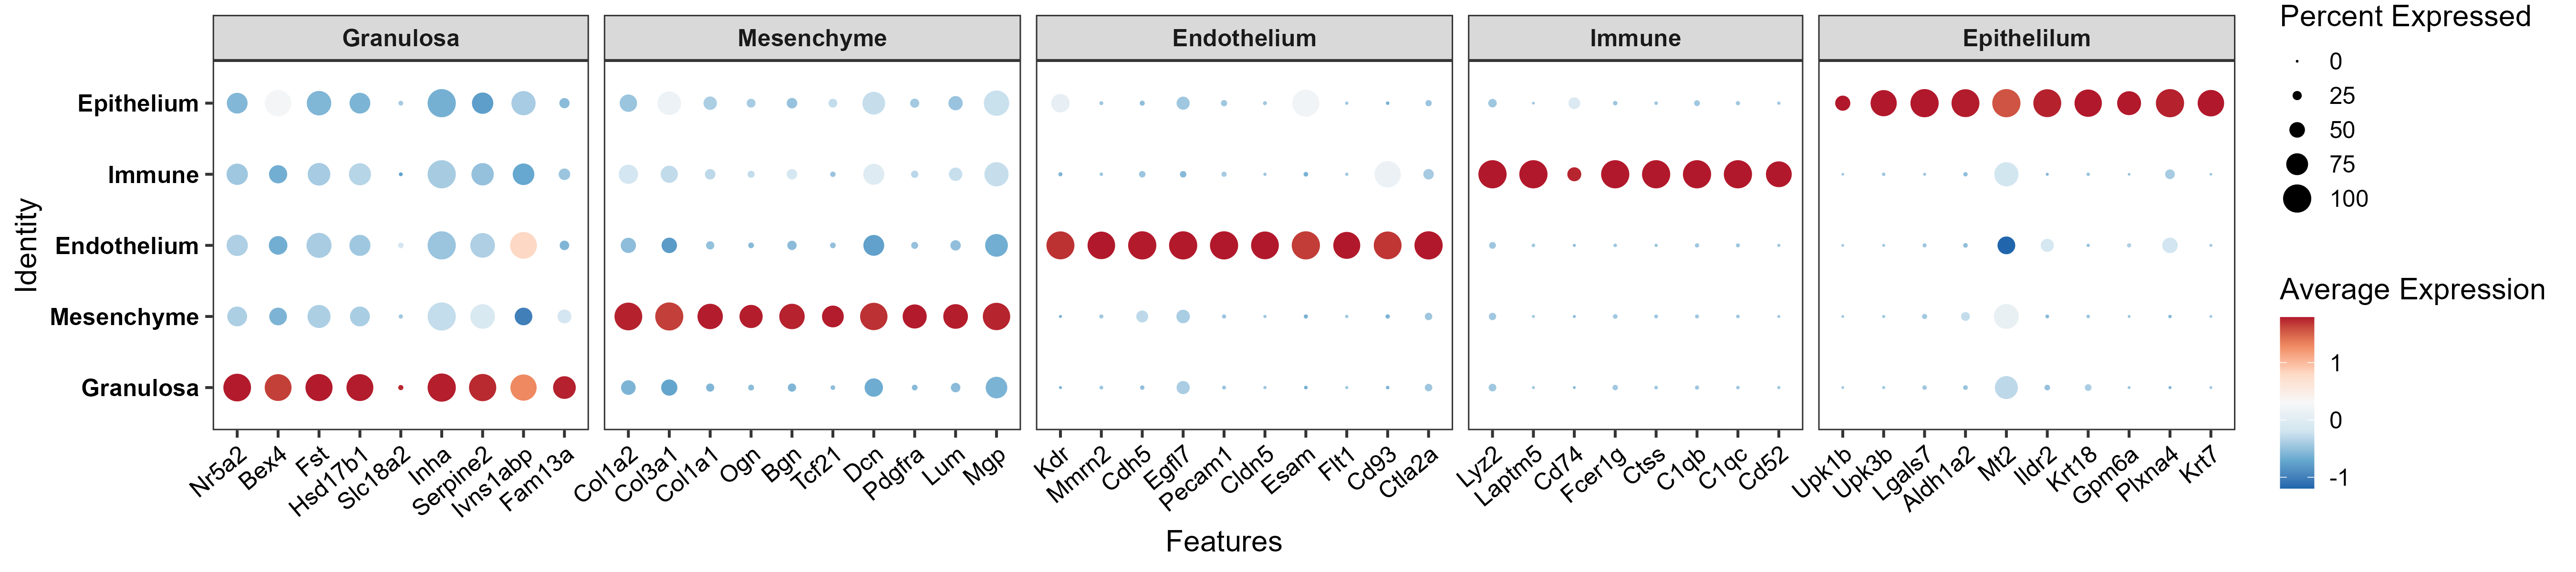 Granulosa
Mesenchyme
Endothelium
Immune
Epithelilum
Identity
Epithelium
Immune
Endothelium
Mesenchyme
Granulosa
Nr5a2
Bex4
Fst
Hsd17b1
Slc18a2
Inha
Serpine2
Ivns1abp
Fam13a
Col1a2
Col3a1
Col1a1
Ogn
Bgn
Tcf21
Dcn
Pdgfra
Lum
Mgp
Kdr
Mmrn2
Cdh5
Egfl7
Pecam1
Cldn5
Esam
Flt1
Cd93
Ctla2a
Lyz2
Laptm5
Cd74
Fcer1g
Ctss
C1qb
C1qc
Cd52
Upk1b
Upk3b
Lgals7
Aldh1a2
Mt2
Ildr2
Krt18
Gpm6a
Plxna4
Krt7
Features
Percent Expressed
0
25
50
75
100
Average Expression
1
0
-1